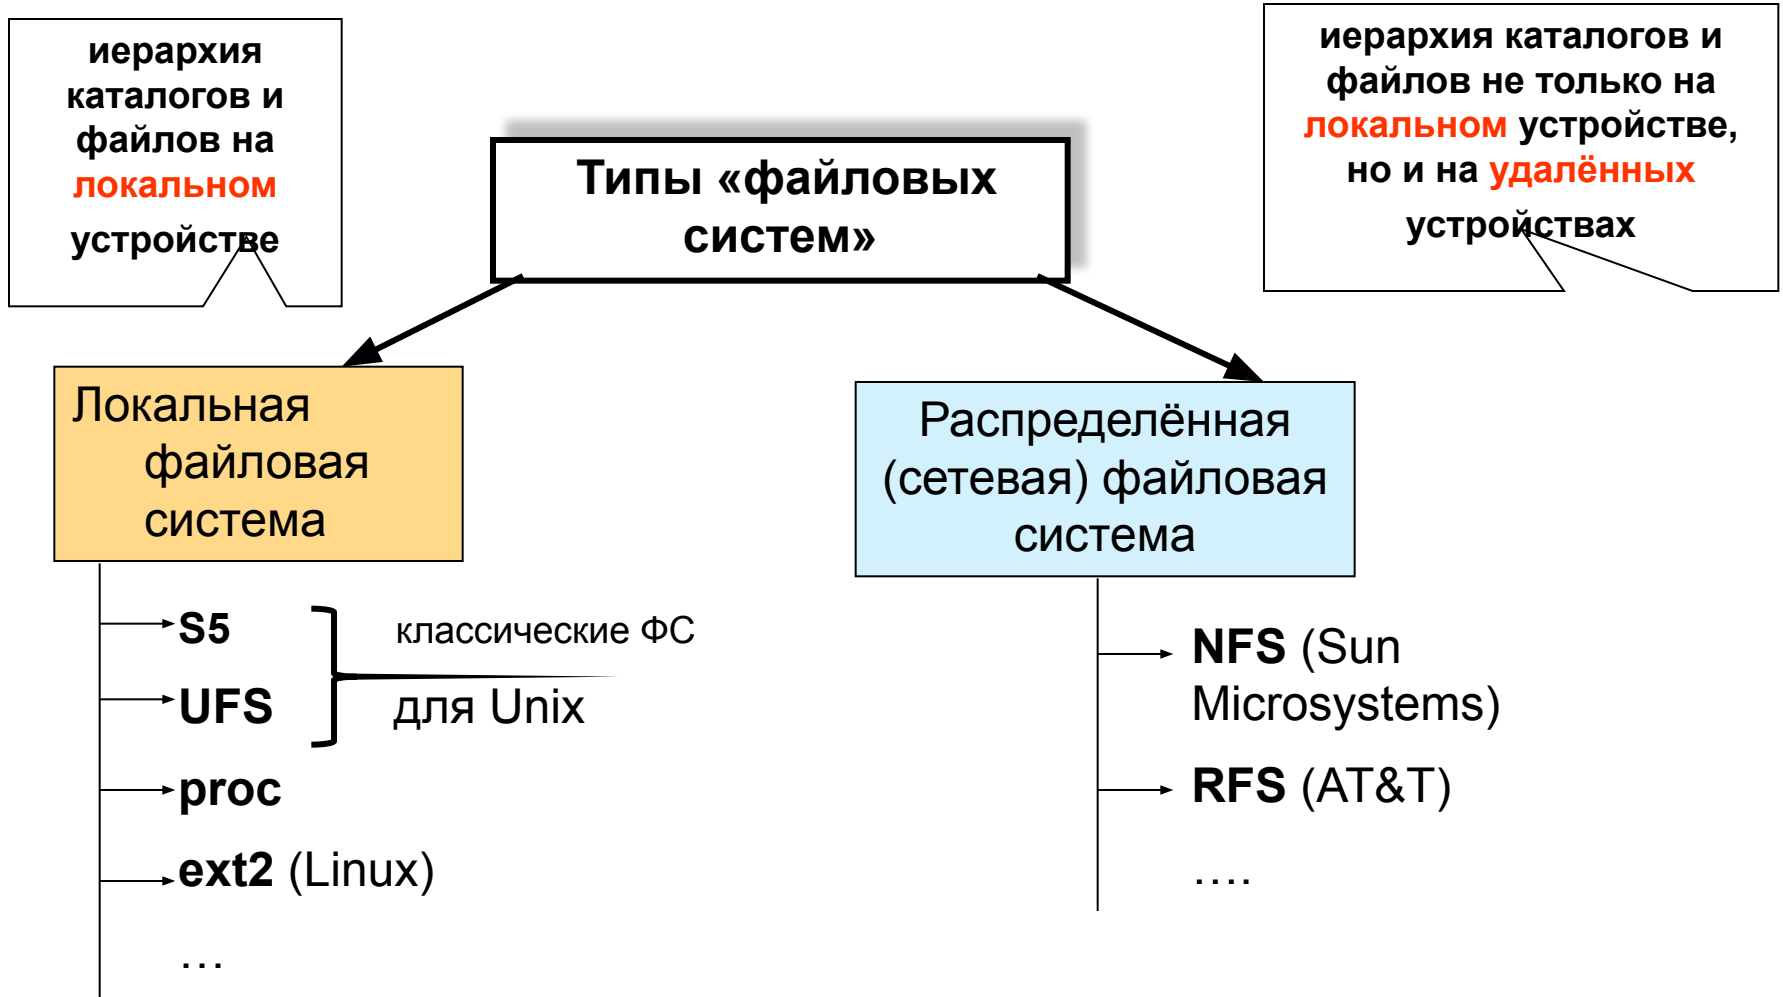 иерархия
каталогов и
файлов на
локальном
устройстве
иерархия каталогов и
файлов не только на
локальном устройстве,
но и на удалённых
устройствах
Типы «файловых
систем»
Локальная
файловая
система
S5
UFS
классические ФС
для Unix
proc
ext2 (Linux)
…
Распределённая
(сетевая) файловая
система
NFS (Sun
Microsystems)
RFS (AT&T)
….